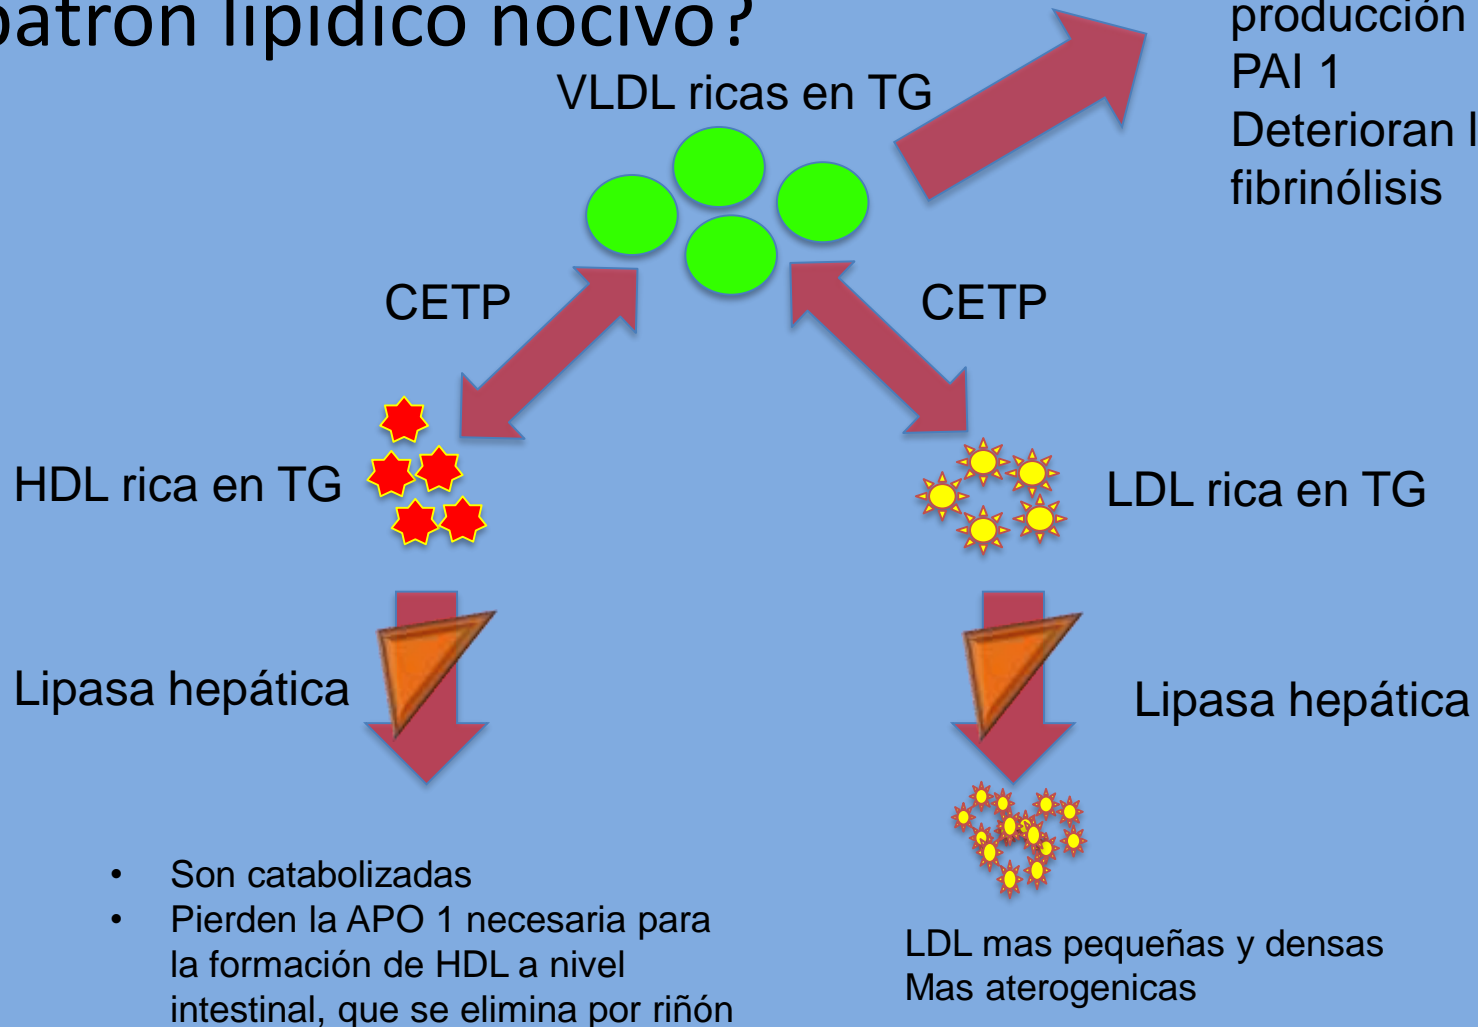 patron lipidico nocivo?
producción
PAI 1
Deterioran l
fibrinólisis
VLDL ricas en TG
CETP
CETP
HDL rica en TG
LDL rica en TG
Lipasa hepática
Lipasa hepática
• Son catabolizadas
• Pierden la APO 1 necesaria para
la formación de HDL a nivel
intestinal, que se elimina por riñón
LDL mas pequeñas y densas
Mas aterogenicas